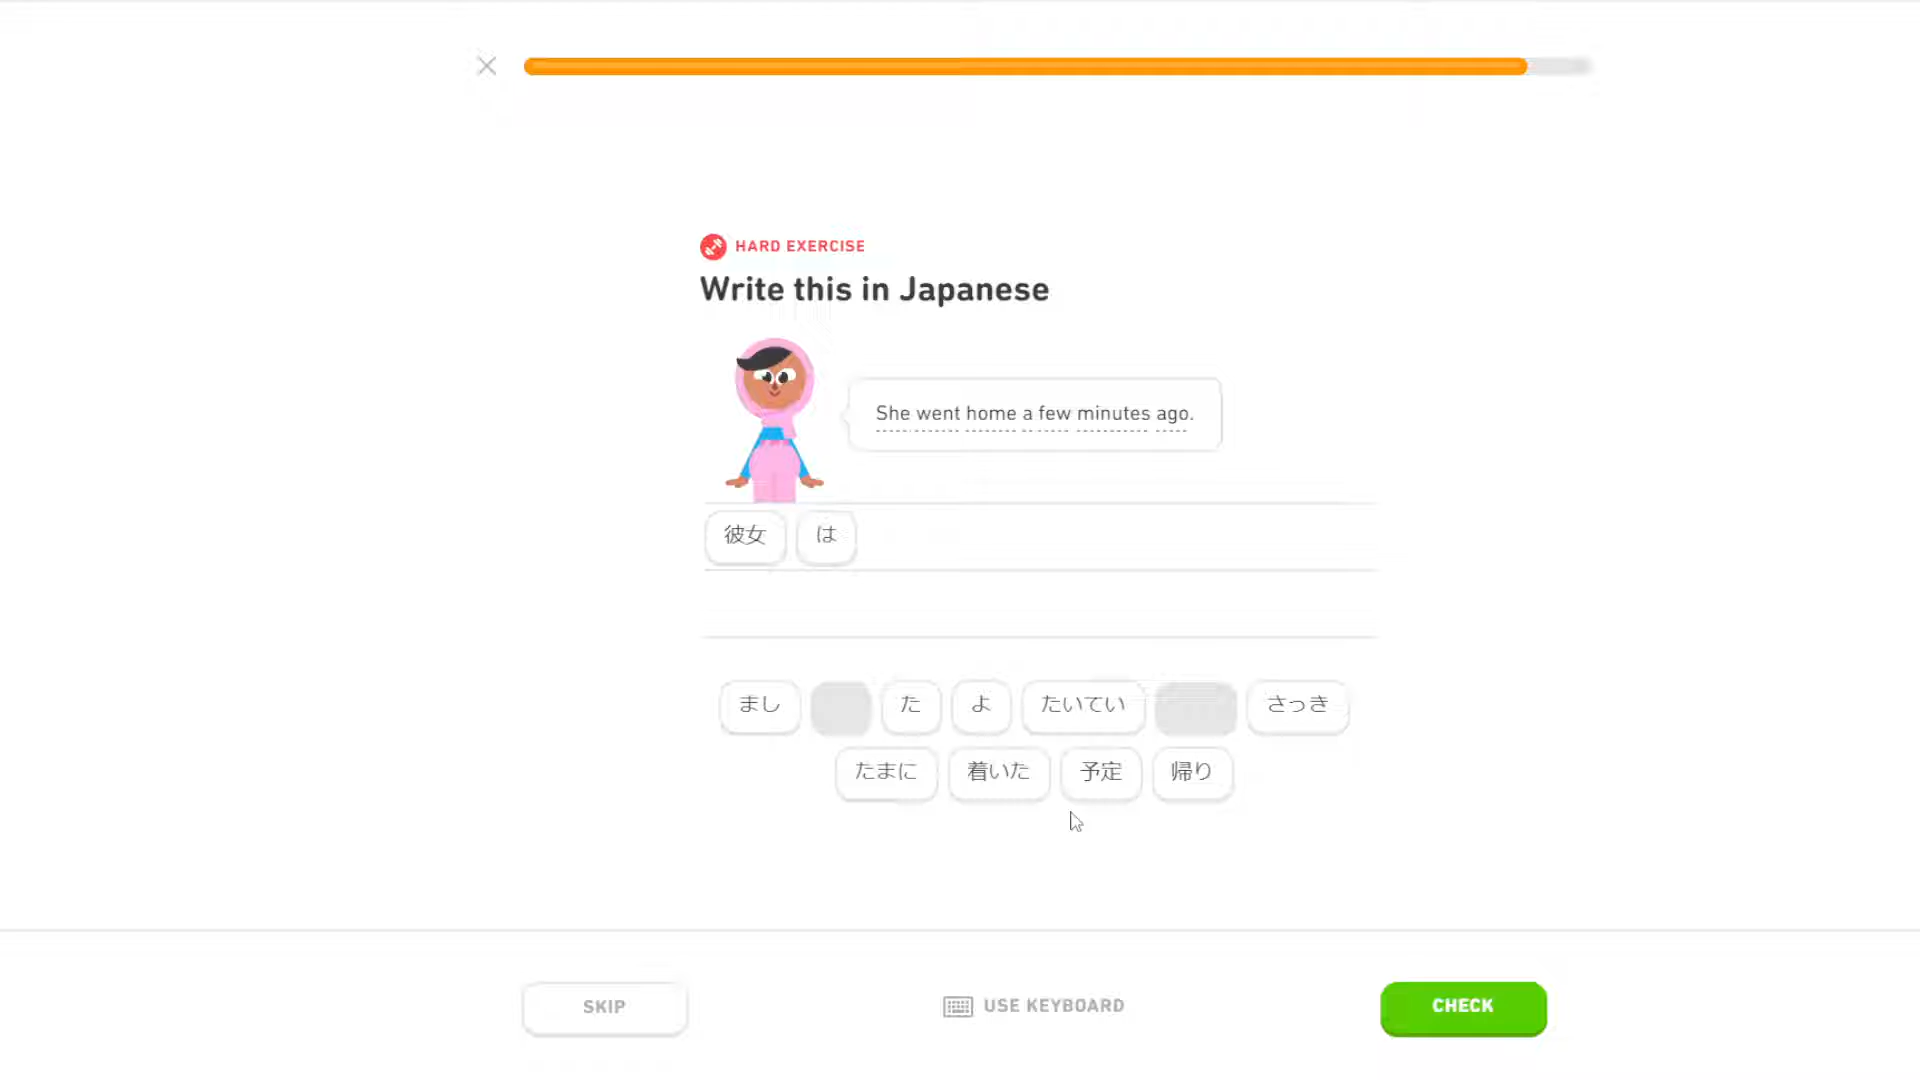 HARD EXERCISE
Write this in Japanese
She went home a few minutes ago.
彼女 は
まし た よ たいてい さっき
たまに 着いた 予定 帰り
SKIP USE KEYBOARD CHECK